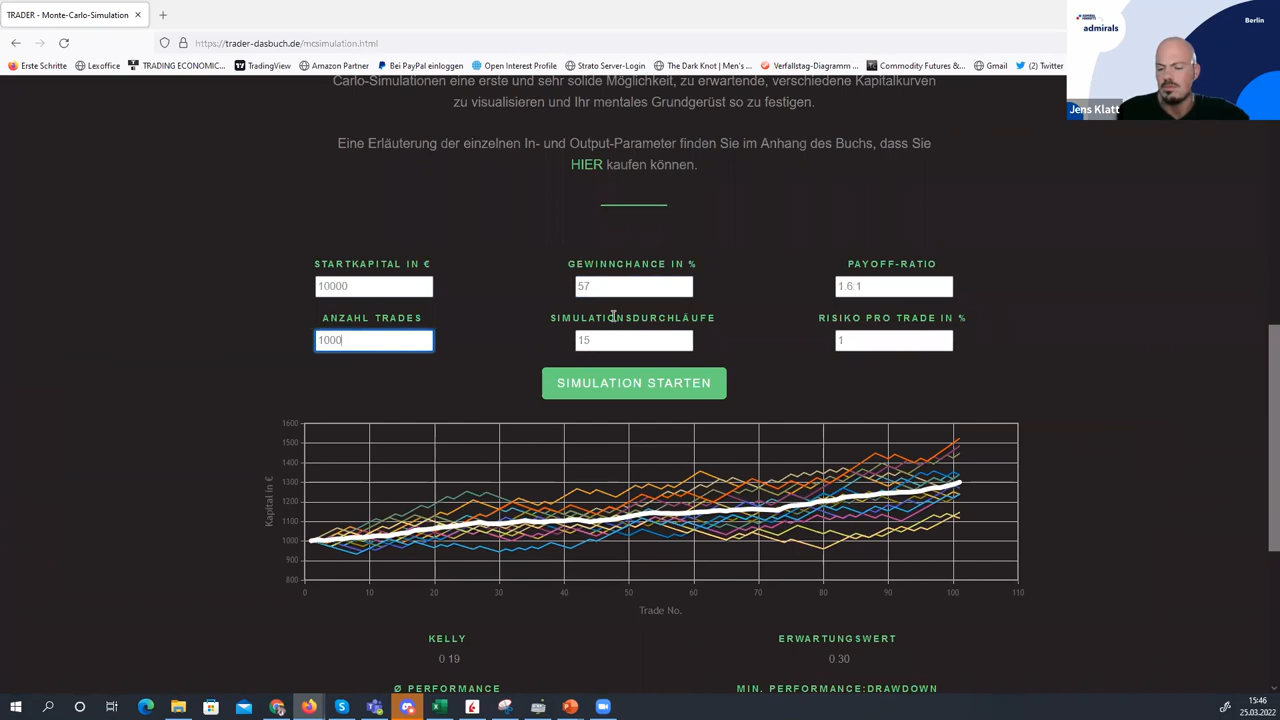 TRADER - Monte-Carlo-Simulation
https://trader-dasbuch.de/mcsimulation.html
Erste Schritte
Lexoffice
TRADING ECONOMIC...
TradingView
Amazon Partner
Bei PayPal einloggen
Open Interest Profile
Strato Server-Login
The Dark Knot | Men's ...
Verfallstag-Diagramm ...
Commodity Futures &...
Gmail
(2) Twitter
admirals
Berlin
Jens Klatt
Carlo-Simulationen eine erste und sehr solide Möglichkeit, zu erwartende, verschiedene Kapitalkurven
zu visualisieren und Ihr mentales Grundgerüst so zu festigen.
Eine Erläuterung der einzelnen In- und Output-Parameter finden Sie im Anhang des Buchs, dass Sie
HIER kaufen können.
STARTKAPITAL IN €
GEWINNCHANCE IN %
PAYOFF-RATIO
10000
57
1.6:1
ANZAHL TRADES
SIMULATIONSDURCHLÄUFE
RISIKO PRO TRADE IN %
1000
15
1
SIMULATION STARTEN
1600
1500
1400
1300
1200
1100
1000
900
800
Kapital in €
0 10 20 30 40 50 60 70 80 90 100 110
Trade No.
KELLY
ERWARTUNGSWERT
0.19
0.30
Ø PERFORMANCE
MIN. PERFORMANCE:DRAWDOWN
15:46
25.03.2022